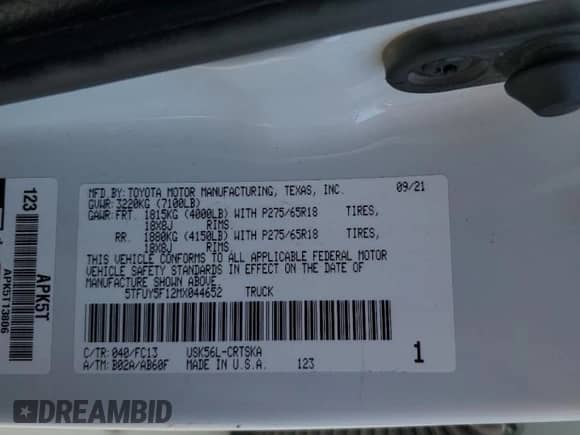 MFD.BY:TOYOTA MOTOR MANUFACTURING, TEXAS, INC. 09/21
GVWR:3220KG (7100LB)
GAWR:FRT. 1815KG (4000LB) WITH P275/65R18 TIRES,
18X8J RIMS
RR. 1880KG (4150LB) WITH P275/65R18 TIRES,
18X8J RIMS
THIS VEHICLE CONFORMS TO ALL APPLICABLE FEDERAL MOTOR
VEHICLE SAFETY STANDARDS IN EFFECT ON THE DATE OF
MANUFACTURE SHOWN ABOVE.
5TFUY5F12MX044652 TRUCK
C/TR: 040/FC13 USK56L-CRTSKA
A/TM: B02A/AB60F MADE IN U.S.A. 123
1
123
APK5T
APK5T13806
DREAMBID